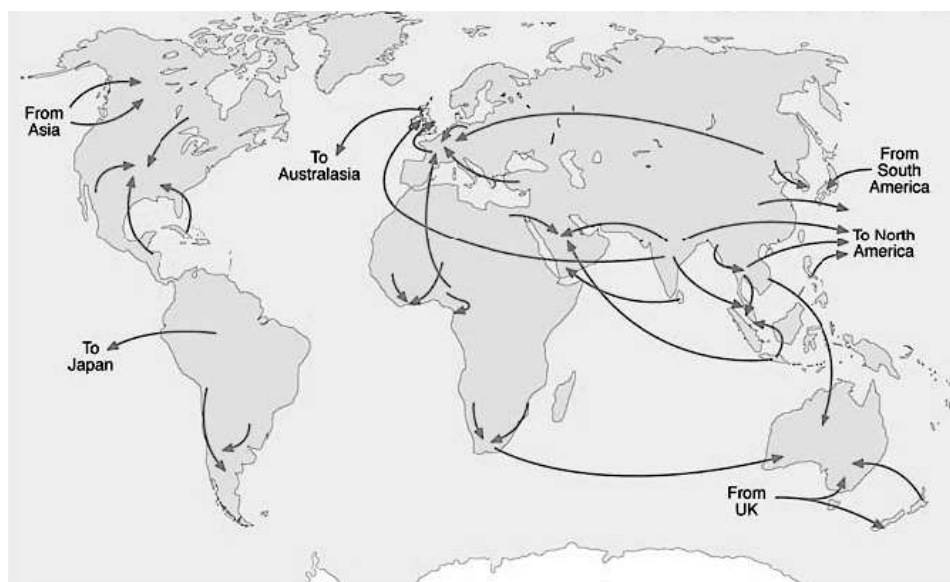 From
Asia
To
Australasia
From
South
America
To North
America
To
Japan
From
UK